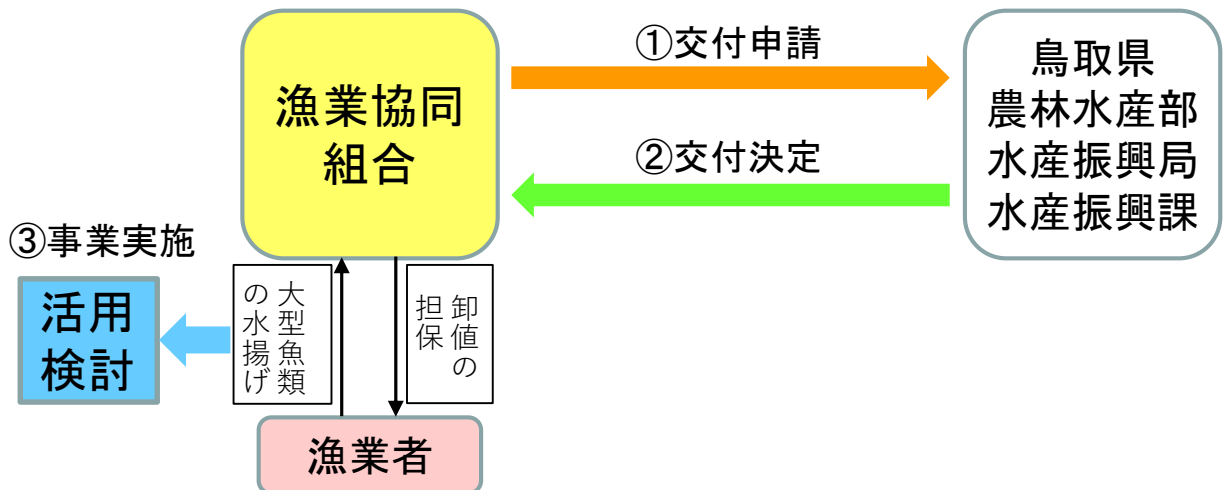 漁業協同
組合
①交付申請
②交付決定
鳥取県
農林水産部
水産振興局
水産振興課
③事業実施
活用
検討
大型魚類
の水揚げ
卸値の
担保
漁業者